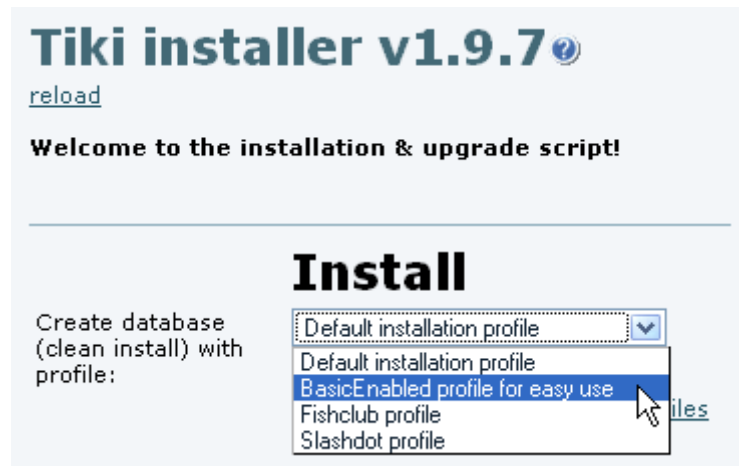 Tiki installer v1.9.7
reload
Welcome to the installation & upgrade script!
Install
Create database
(clean install) with
profile:
Default installation profile
Default installation profile
BasicEnabled profile for easy use
Fishclub profile
Slashdot profile
iles